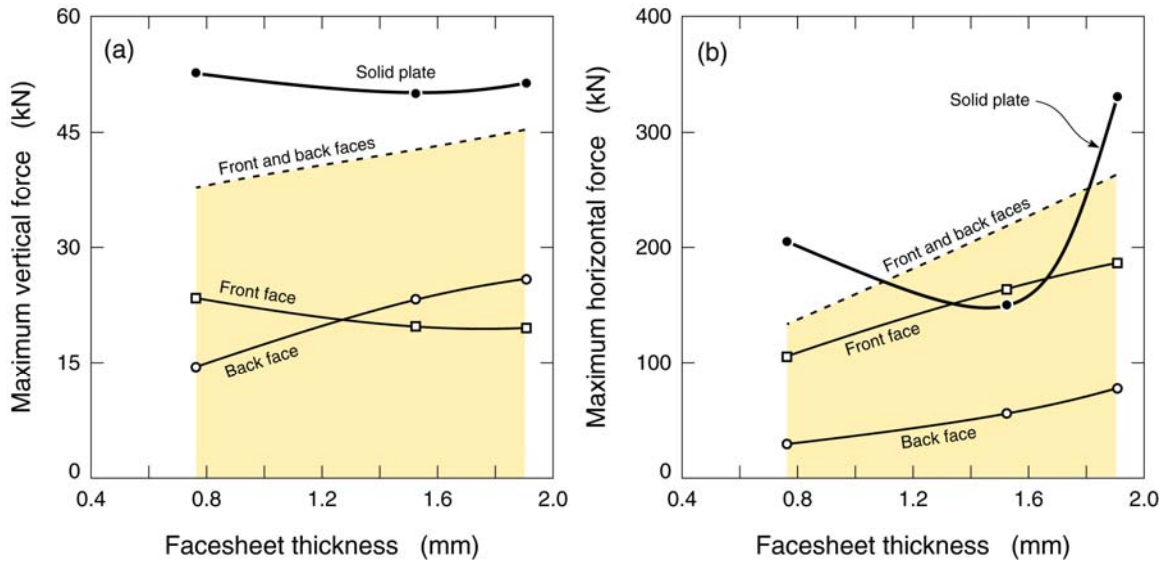 (a)
Maximum vertical force (kN)
60
45
30
15
0
Solid plate
Front and back faces
Front face
Back face
0.4 0.8 1.2 1.6 2.0
Facesheet thickness (mm)
(b)
Maximum horizontal force (kN)
400
300
200
100
0
Solid plate
Front and back faces
Front face
Back face
0.4 0.8 1.2 1.6 2.0
Facesheet thickness (mm)